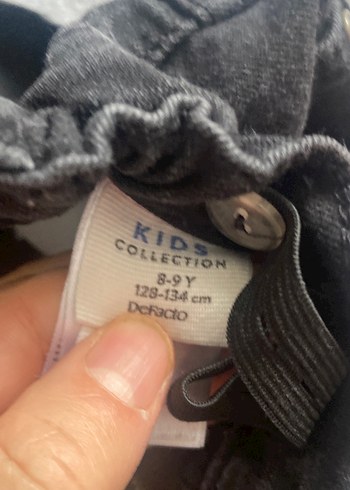 KIDS
COLLECTION
8-9 Y
128-134 cm
DeFacto